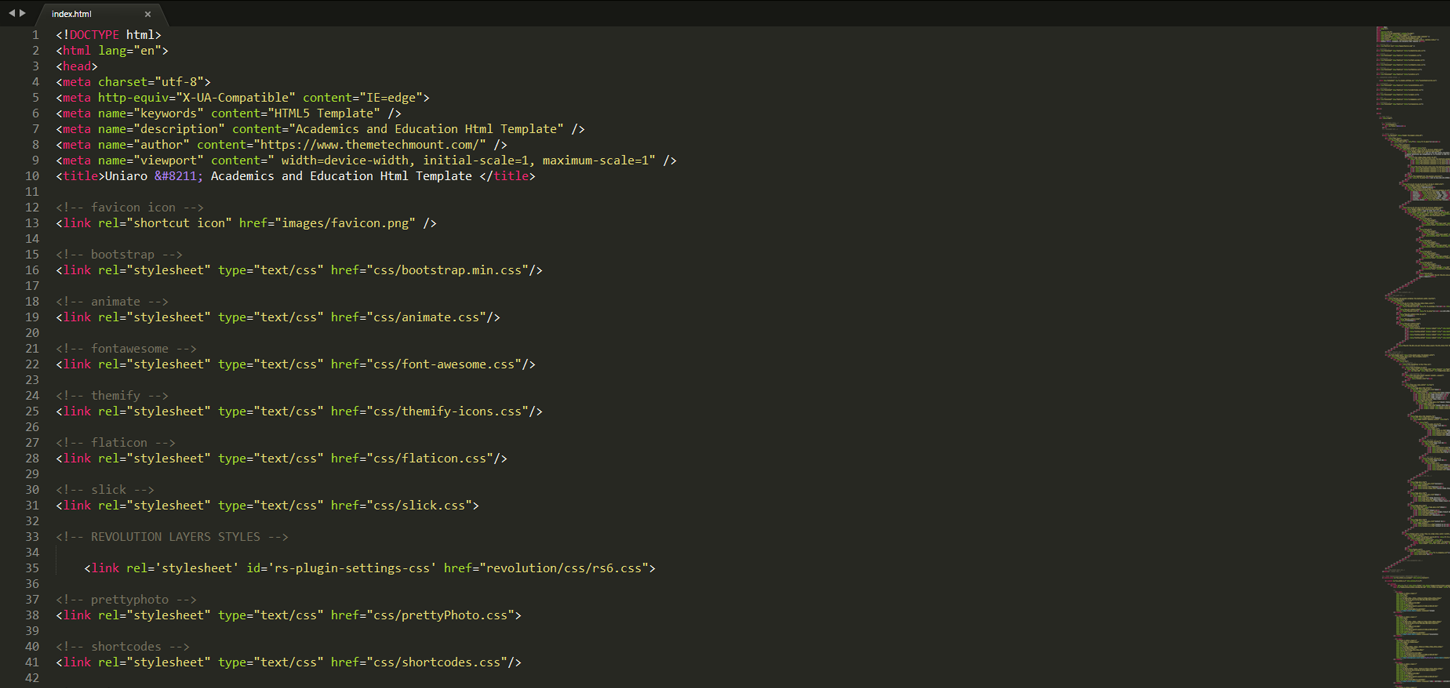 index.html ×
1 <!DOCTYPE html>
2 <html lang="en">
3 <head>
4 <meta charset="utf-8">
5 <meta http-equiv="X-UA-Compatible" content="IE=edge">
6 <meta name="keywords" content="HTML5 Template" />
7 <meta name="description" content="Academics and Education Html Template" />
8 <meta name="author" content="https://www.themetechmount.com/" />
9 <meta name="viewport" content=" width=device-width, initial-scale=1, maximum-scale=1" />
10 <title>Uniaro &#8211; Academics and Education Html Template </title>
11
12 <!-- favicon icon -->
13 <link rel="shortcut icon" href="images/favicon.png" />
14
15 <!-- bootstrap -->
16 <link rel="stylesheet" type="text/css" href="css/bootstrap.min.css"/>
17
18 <!-- animate -->
19 <link rel="stylesheet" type="text/css" href="css/animate.css"/>
20
21 <!-- fontawesome -->
22 <link rel="stylesheet" type="text/css" href="css/font-awesome.css"/>
23
24 <!-- themify -->
25 <link rel="stylesheet" type="text/css" href="css/themify-icons.css"/>
26
27 <!-- flaticon -->
28 <link rel="stylesheet" type="text/css" href="css/flaticon.css"/>
29
30 <!-- slick -->
31 <link rel="stylesheet" type="text/css" href="css/slick.css">
32
33 <!-- REVOLUTION LAYERS STYLES -->
34
35     <link rel='stylesheet' id='rs-plugin-settings-css' href="revolution/css/rs6.css">
36
37 <!-- prettyphoto -->
38 <link rel="stylesheet" type="text/css" href="css/prettyPhoto.css">
39
40 <!-- shortcodes -->
41 <link rel="stylesheet" type="text/css" href="css/shortcodes.css"/>
42